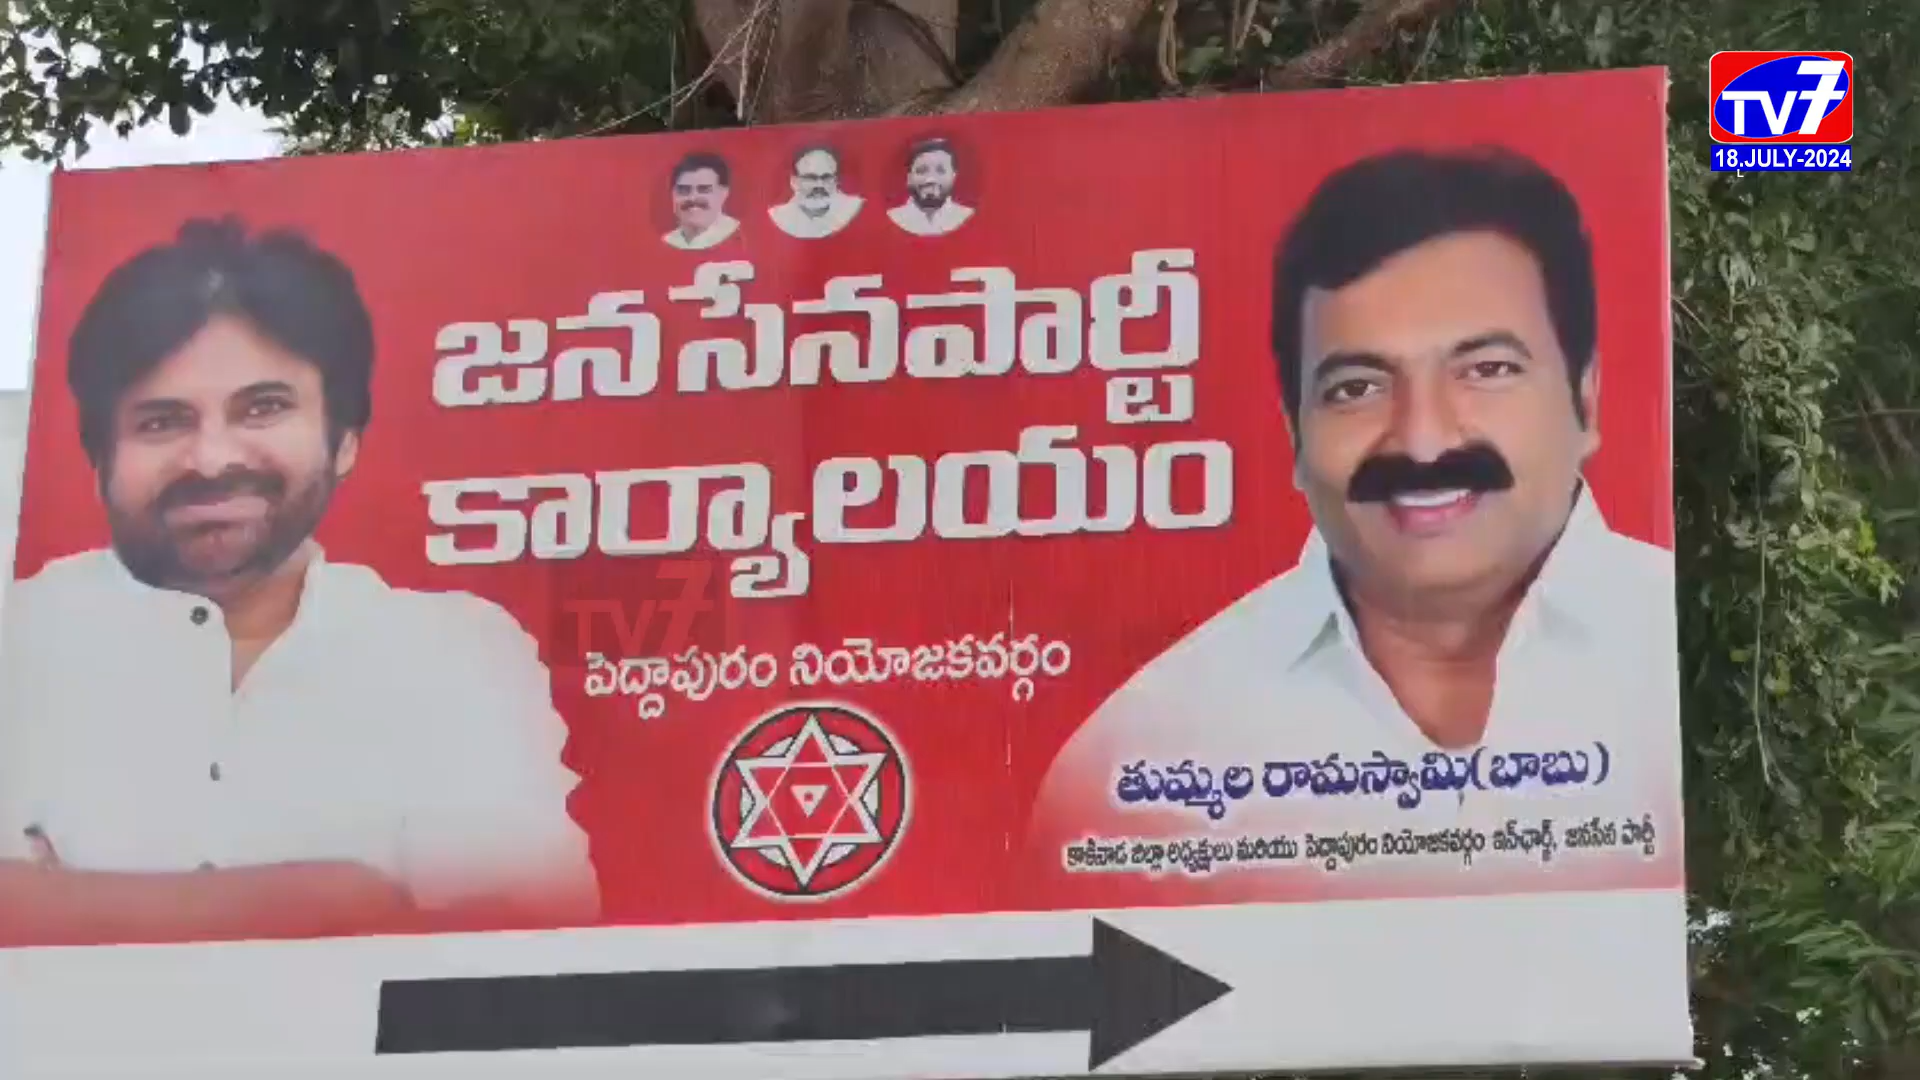 TV7
18.JULY-2024
జనసేనపార్టీ
కార్యాలయం
TV7
పెద్దాపురం నియోజకవర్గం
తుమ్మల రామస్వామి(బాబు)
కాకినాడ జిల్లా అధ్యక్షులు మరియు పెద్దాపురం నియోజకవర్గం ఇన్‌ఛార్జ్, జనసేన పార్టీ